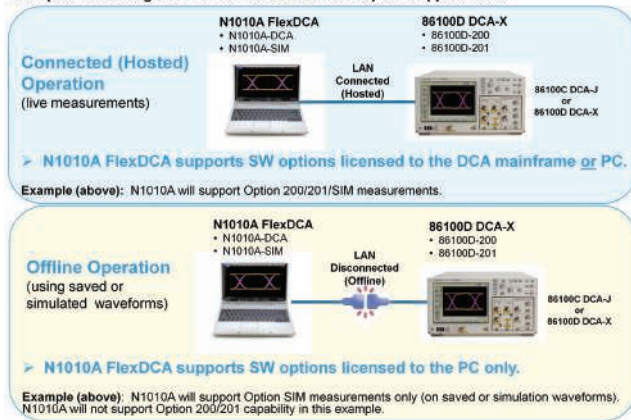 N1010A FlexDCA
• N1010A-DCA
• N1010A-SIM
86100D DCA-X
• 86100D-200
• 86100D-201
Connected (Hosted)
Operation
(live measurements)
LAN
Connected
(Hosted)
86100C DCA-J
or
86100D DCA-X
➢ N1010A FlexDCA supports SW options licensed to the DCA mainframe or PC.
Example (above): N1010A will support Option 200/201/SIM measurements.
N1010A FlexDCA
• N1010A-DCA
• N1010A-SIM
86100D DCA-X
• 86100D-200
• 86100D-201
Offline Operation
(using saved or
simulated waveforms)
LAN
Disconnected
(Offline)
86100C DCA-J
or
86100D DCA-X
➢ N1010A FlexDCA supports SW options licensed to the PC only.
Example (above): N1010A will support Option SIM measurements only (on saved or simulation waveforms).
N1010A will not support Option 200/201 capability in this example.